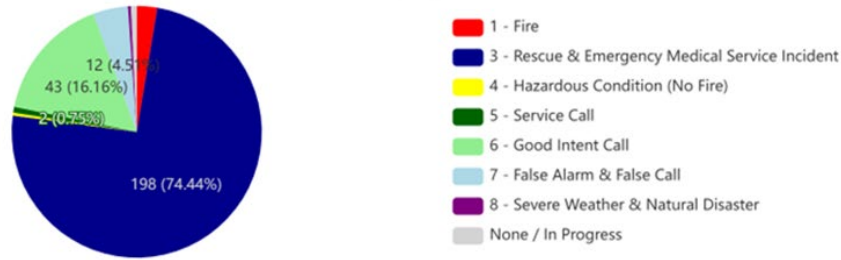 12 (4.51%)
43 (16.16%)
2 (0.75%)
198 (74.44%)
1 - Fire
3 - Rescue & Emergency Medical Service Incident
4 - Hazardous Condition (No Fire)
5 - Service Call
6 - Good Intent Call
7 - False Alarm & False Call
8 - Severe Weather & Natural Disaster
None / In Progress